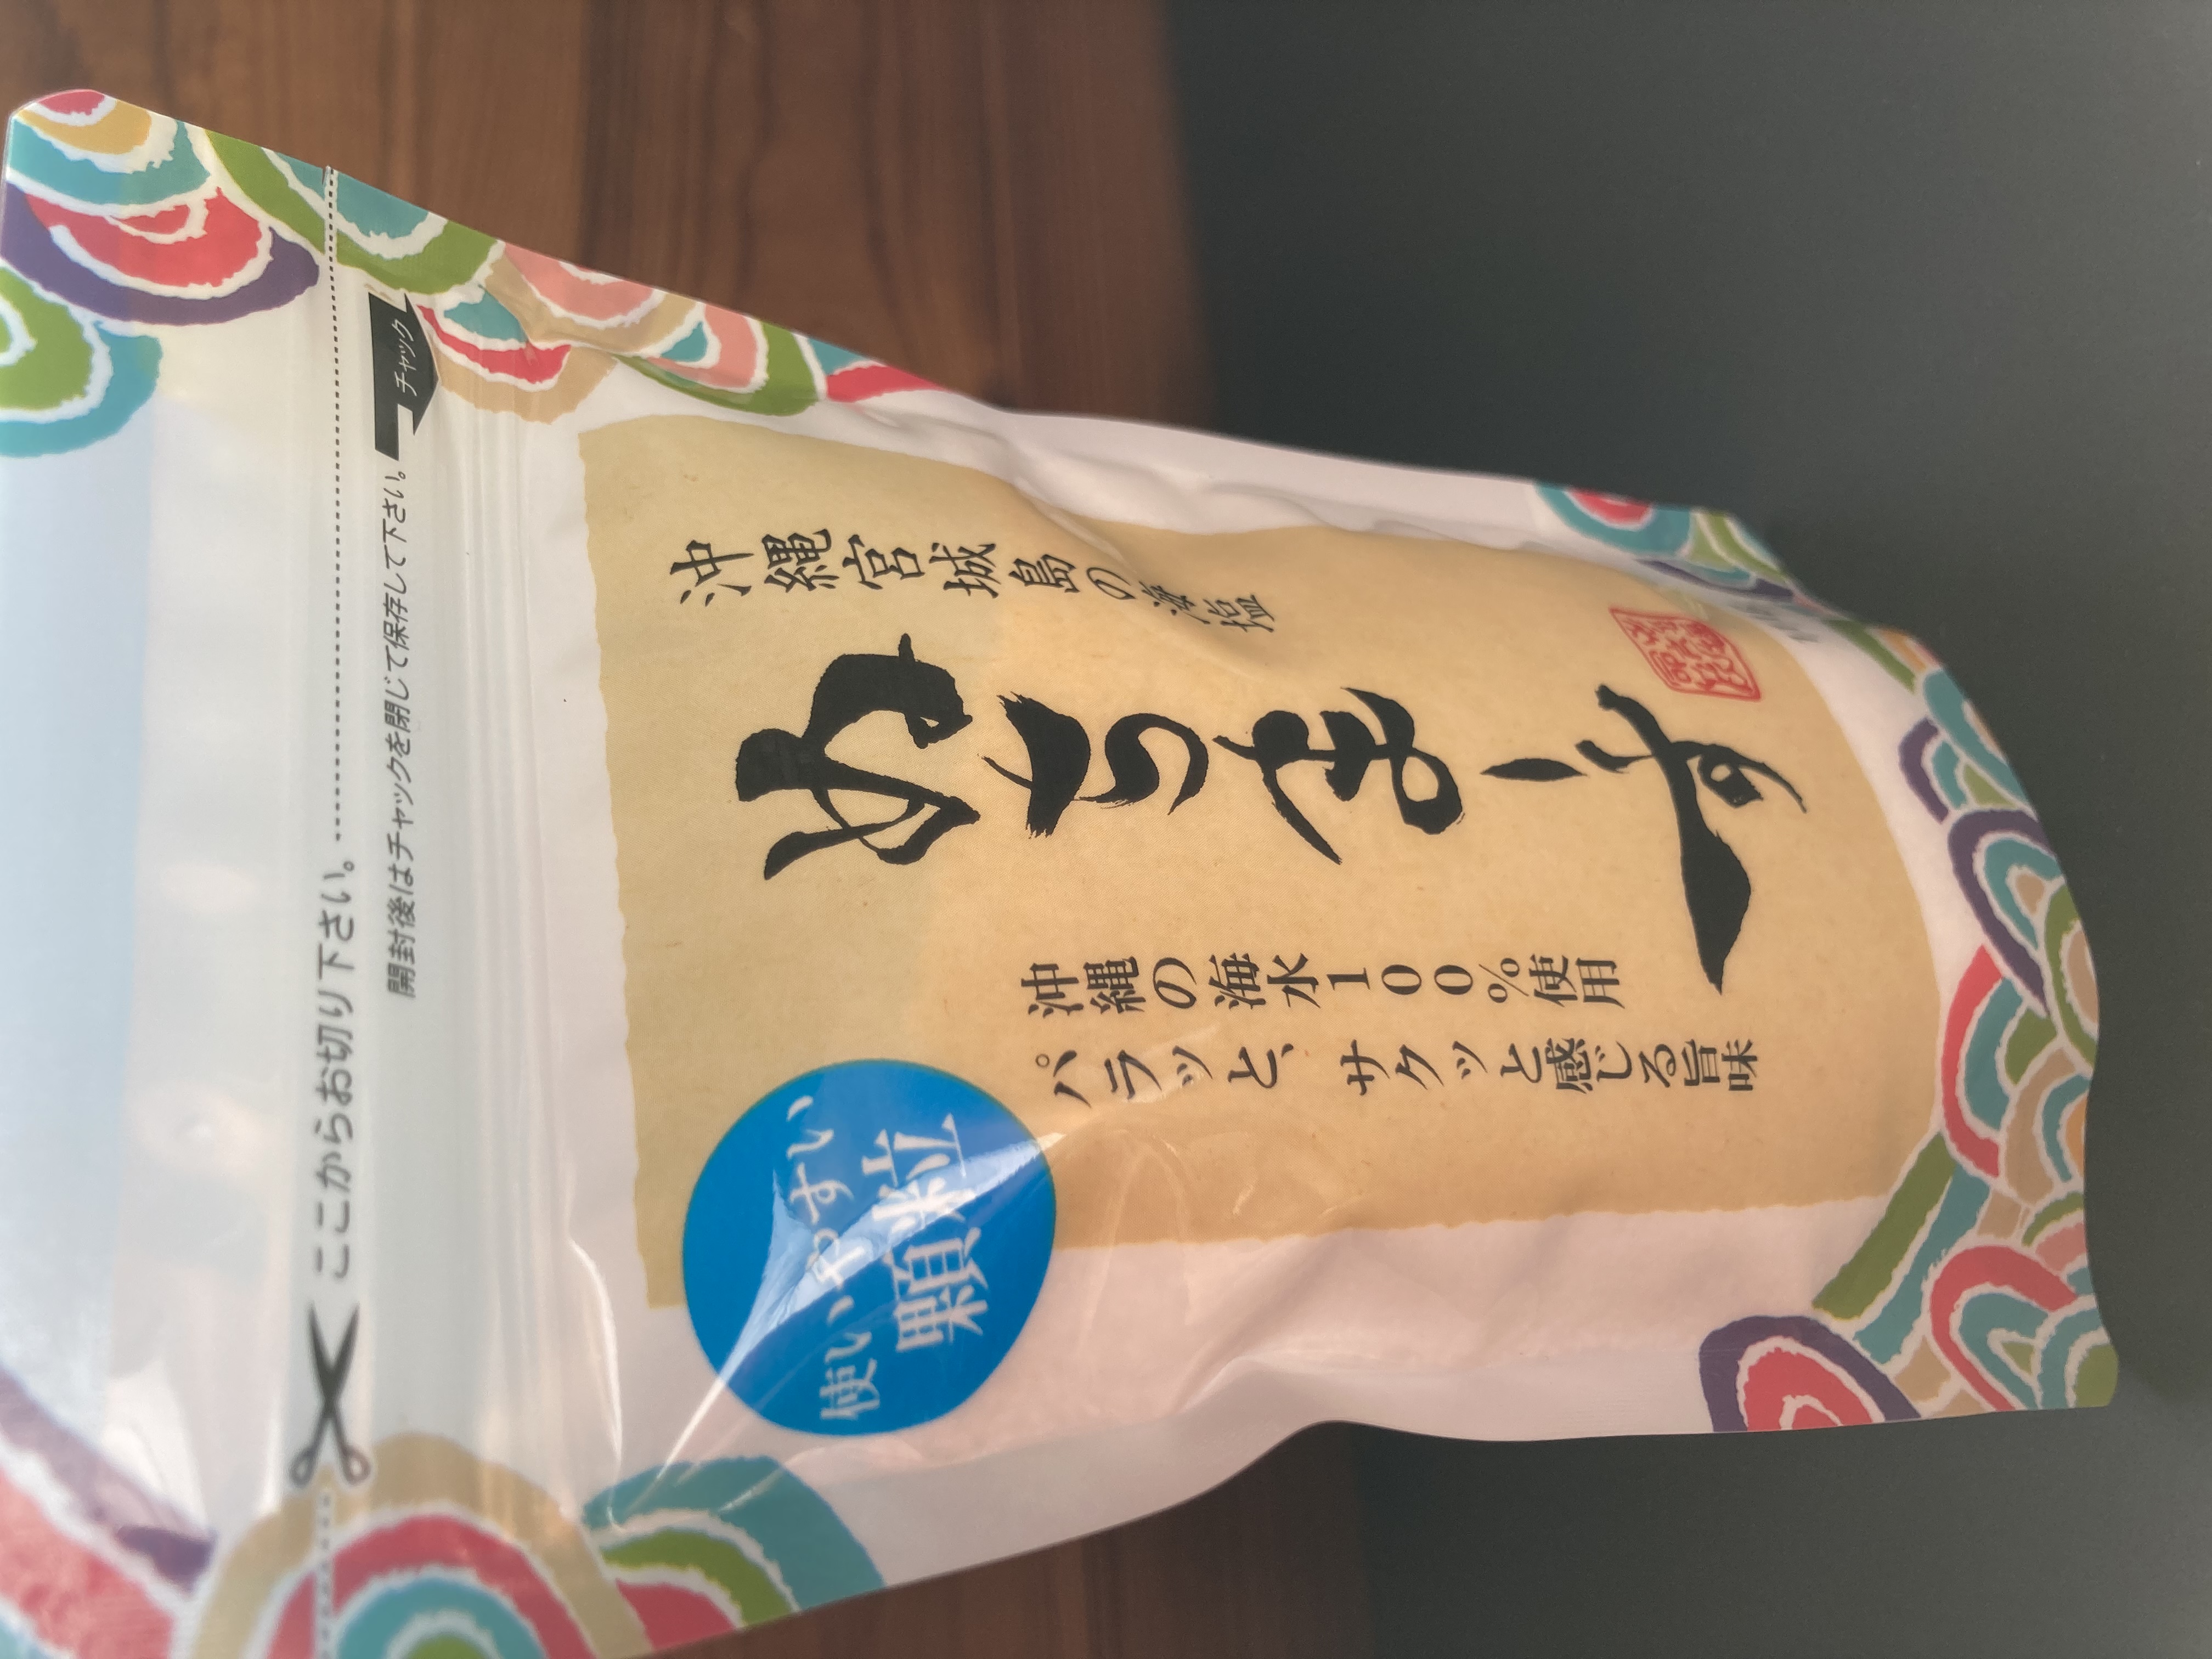 ここからお切り下さい。
チャック
開封後はチャックを閉じて保存して下さい。
沖縄宮城島の海塩
ぬちまーす
沖縄の海水100%使用
パラッと、サクッと感じる旨味
使いやすい
顆粒